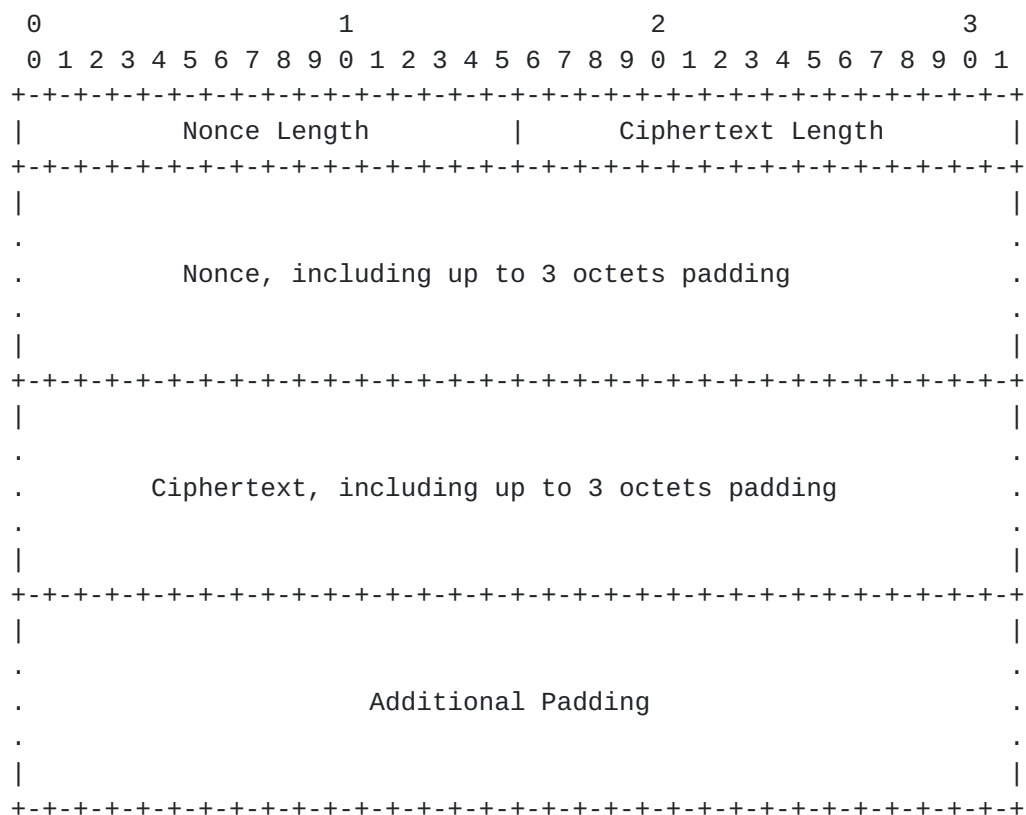 0                   1                   2                   3
 0 1 2 3 4 5 6 7 8 9 0 1 2 3 4 5 6 7 8 9 0 1 2 3 4 5 6 7 8 9 0 1
+-+-+-+-+-+-+-+-+-+-+-+-+-+-+-+-+-+-+-+-+-+-+-+-+-+-+-+-+-+-+-+-+
|          Nonce Length         |      Ciphertext Length        |
+-+-+-+-+-+-+-+-+-+-+-+-+-+-+-+-+-+-+-+-+-+-+-+-+-+-+-+-+-+-+-+-+
|                                                               |
.                                                               .
.          Nonce, including up to 3 octets padding              .
.                                                               .
|                                                               |
+-+-+-+-+-+-+-+-+-+-+-+-+-+-+-+-+-+-+-+-+-+-+-+-+-+-+-+-+-+-+-+-+
|                                                               |
.                                                               .
.        Ciphertext, including up to 3 octets padding           .
.                                                               .
|                                                               |
+-+-+-+-+-+-+-+-+-+-+-+-+-+-+-+-+-+-+-+-+-+-+-+-+-+-+-+-+-+-+-+-+
|                                                               |
.                                                               .
.                      Additional Padding                       .
.                                                               .
|                                                               |
+-+-+-+-+-+-+-+-+-+-+-+-+-+-+-+-+-+-+-+-+-+-+-+-+-+-+-+-+-+-+-+-+